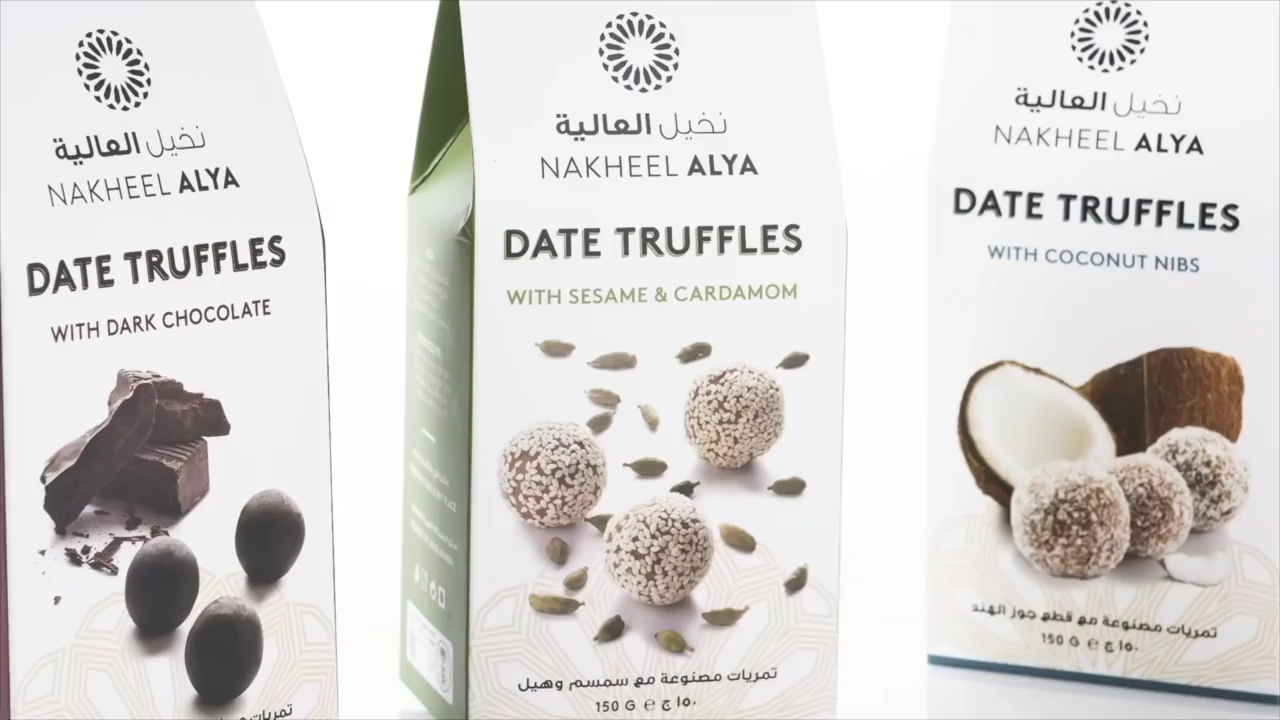 نخيل العالية
NAKHEEL ALYA
DATE TRUFFLES
WITH DARK CHOCOLATE
تمريات
نخيل العالية
NAKHEEL ALYA
DATE TRUFFLES
WITH SESAME & CARDAMOM
تمريات مصنوعة مع سمسم وهيل
150 G e ج ١٥٠
نخيل العالية
NAKHEEL ALYA
DATE TRUFFLES
WITH COCONUT NIBS
تمريات مصنوعة مع قطع جوز الهند
150 G e ج ١٥٠